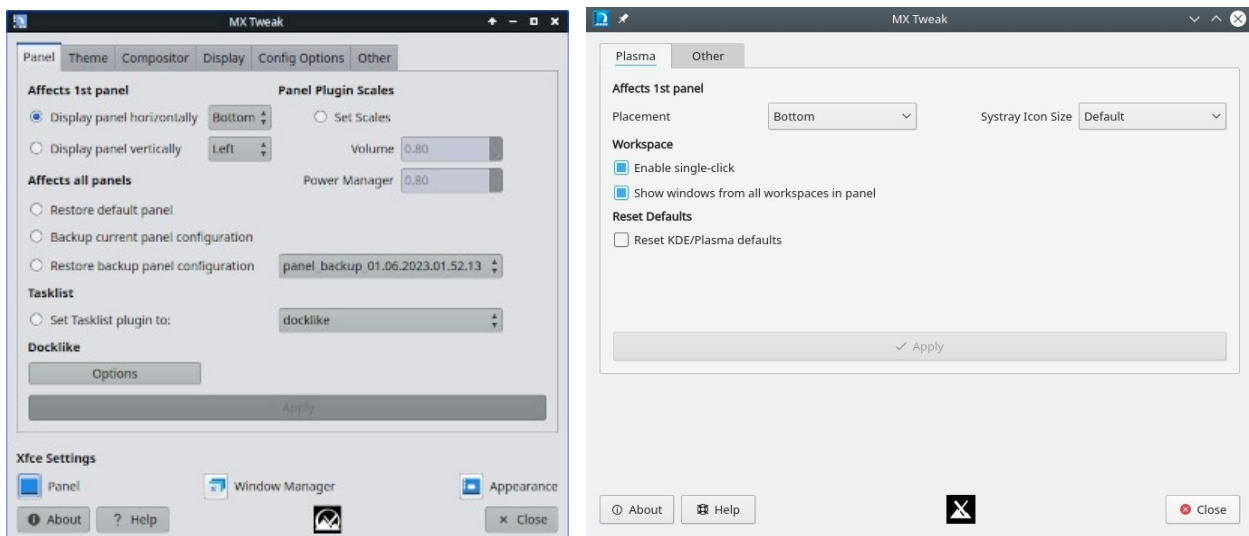 MX Tweak
Panel Theme Compositor Display Config Options Other
Affects 1st panel Panel Plugin Scales
Display panel horizontally Bottom Set Scales
Display panel vertically Left Volume 0.80
Affects all panels Power Manager 0.80
Restore default panel
Backup current panel configuration
Restore backup panel configuration panel_backup_01.06.2023.01.52.13
Tasklist
Set Tasklist plugin to: docklike
Docklike
Options
Apply
Xfce Settings
Panel Window Manager Appearance
About ? Help × Close
MX Tweak
Plasma Other
Affects 1st panel
Placement Bottom Systray Icon Size Default
Workspace
Enable single-click
Show windows from all workspaces in panel
Reset Defaults
Reset KDE/Plasma defaults
Apply
About Help Close